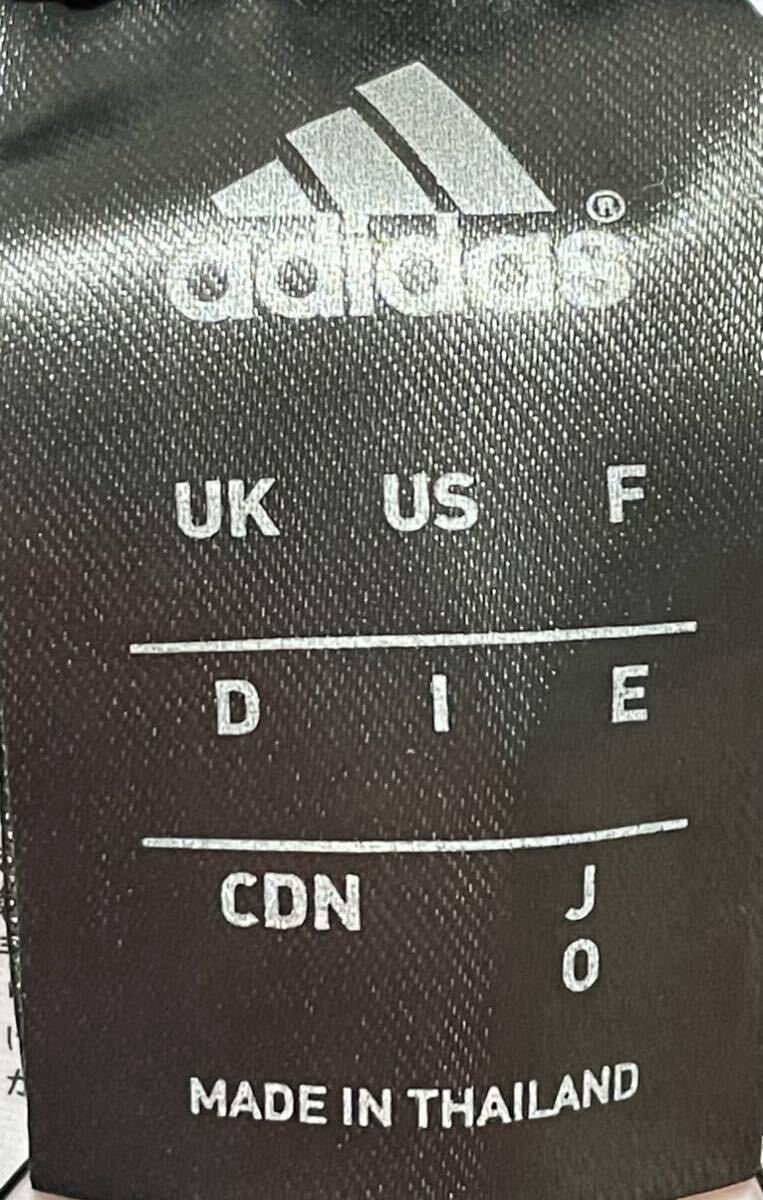 adidas®
UK US F
D I E
CDN J
O
MADE IN THAILAND